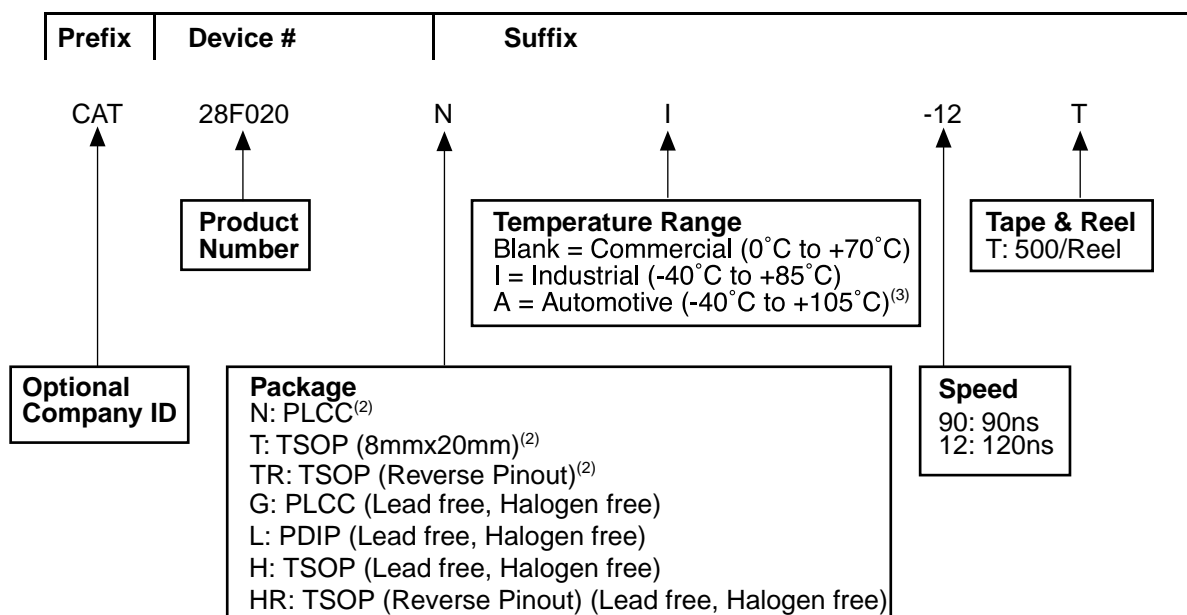 Prefix Device # Suffix
CAT 28F020 N I -12 T
Product
Number
Temperature Range
Blank = Commercial (0˚C to +70˚C)
I = Industrial (-40˚C to +85˚C)
A = Automotive (-40˚C to +105˚C)(3)
Tape & Reel
T: 500/Reel
Optional
Company ID
Package
N: PLCC(2)
T: TSOP (8mmx20mm)(2)
TR: TSOP (Reverse Pinout)(2)
G: PLCC (Lead free, Halogen free)
L: PDIP (Lead free, Halogen free)
H: TSOP (Lead free, Halogen free)
HR: TSOP (Reverse Pinout) (Lead free, Halogen free)
Speed
90: 90ns
12: 120ns